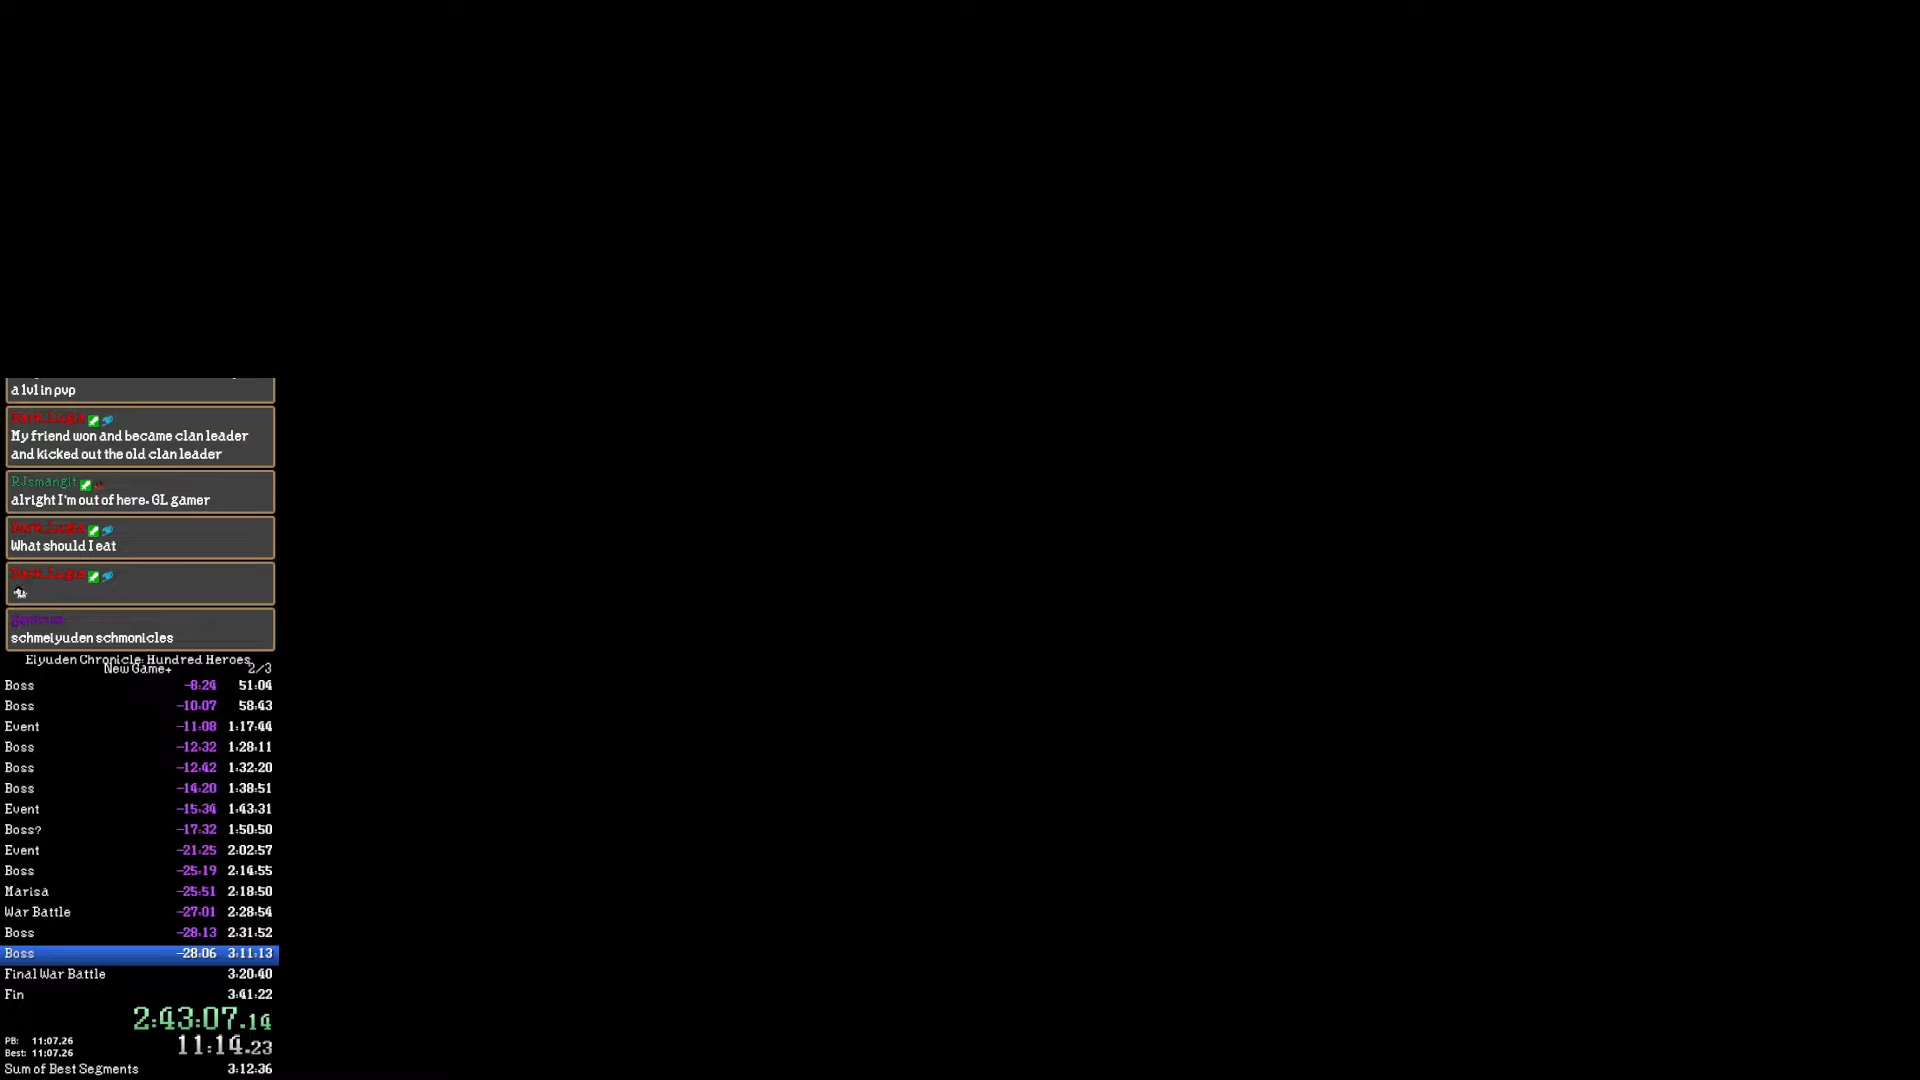 a 1v1 in pvp
Dark_Lugia
My friend won and became clan leader
and kicked out the old clan leader
RJsmangit
alright I'm out of here. GL gamer
Dark_Lugia
What should I eat
Dark_Lugia
schmeiyuden schmonicles
Eiyuden Chronicle: Hundred Heroes
New Game+ 2/3
Boss -8:24 51:04
Boss -10:07 58:43
Event -11:08 1:17:44
Boss -12:32 1:28:11
Boss -12:42 1:32:20
Boss -14:20 1:38:51
Event -15:34 1:43:31
Boss? -17:32 1:50:50
Event -21:25 2:02:57
Boss -25:19 2:14:55
Marisa -25:51 2:18:50
War Battle -27:01 2:28:54
Boss -28:13 2:31:52
Boss -28:06 3:11:13
Final War Battle 3:20:40
Fin 3:41:22
2:43:07.14
PB: 11:07.26
Best: 11:07.26
11:14.23
Sum of Best Segments 3:12:36